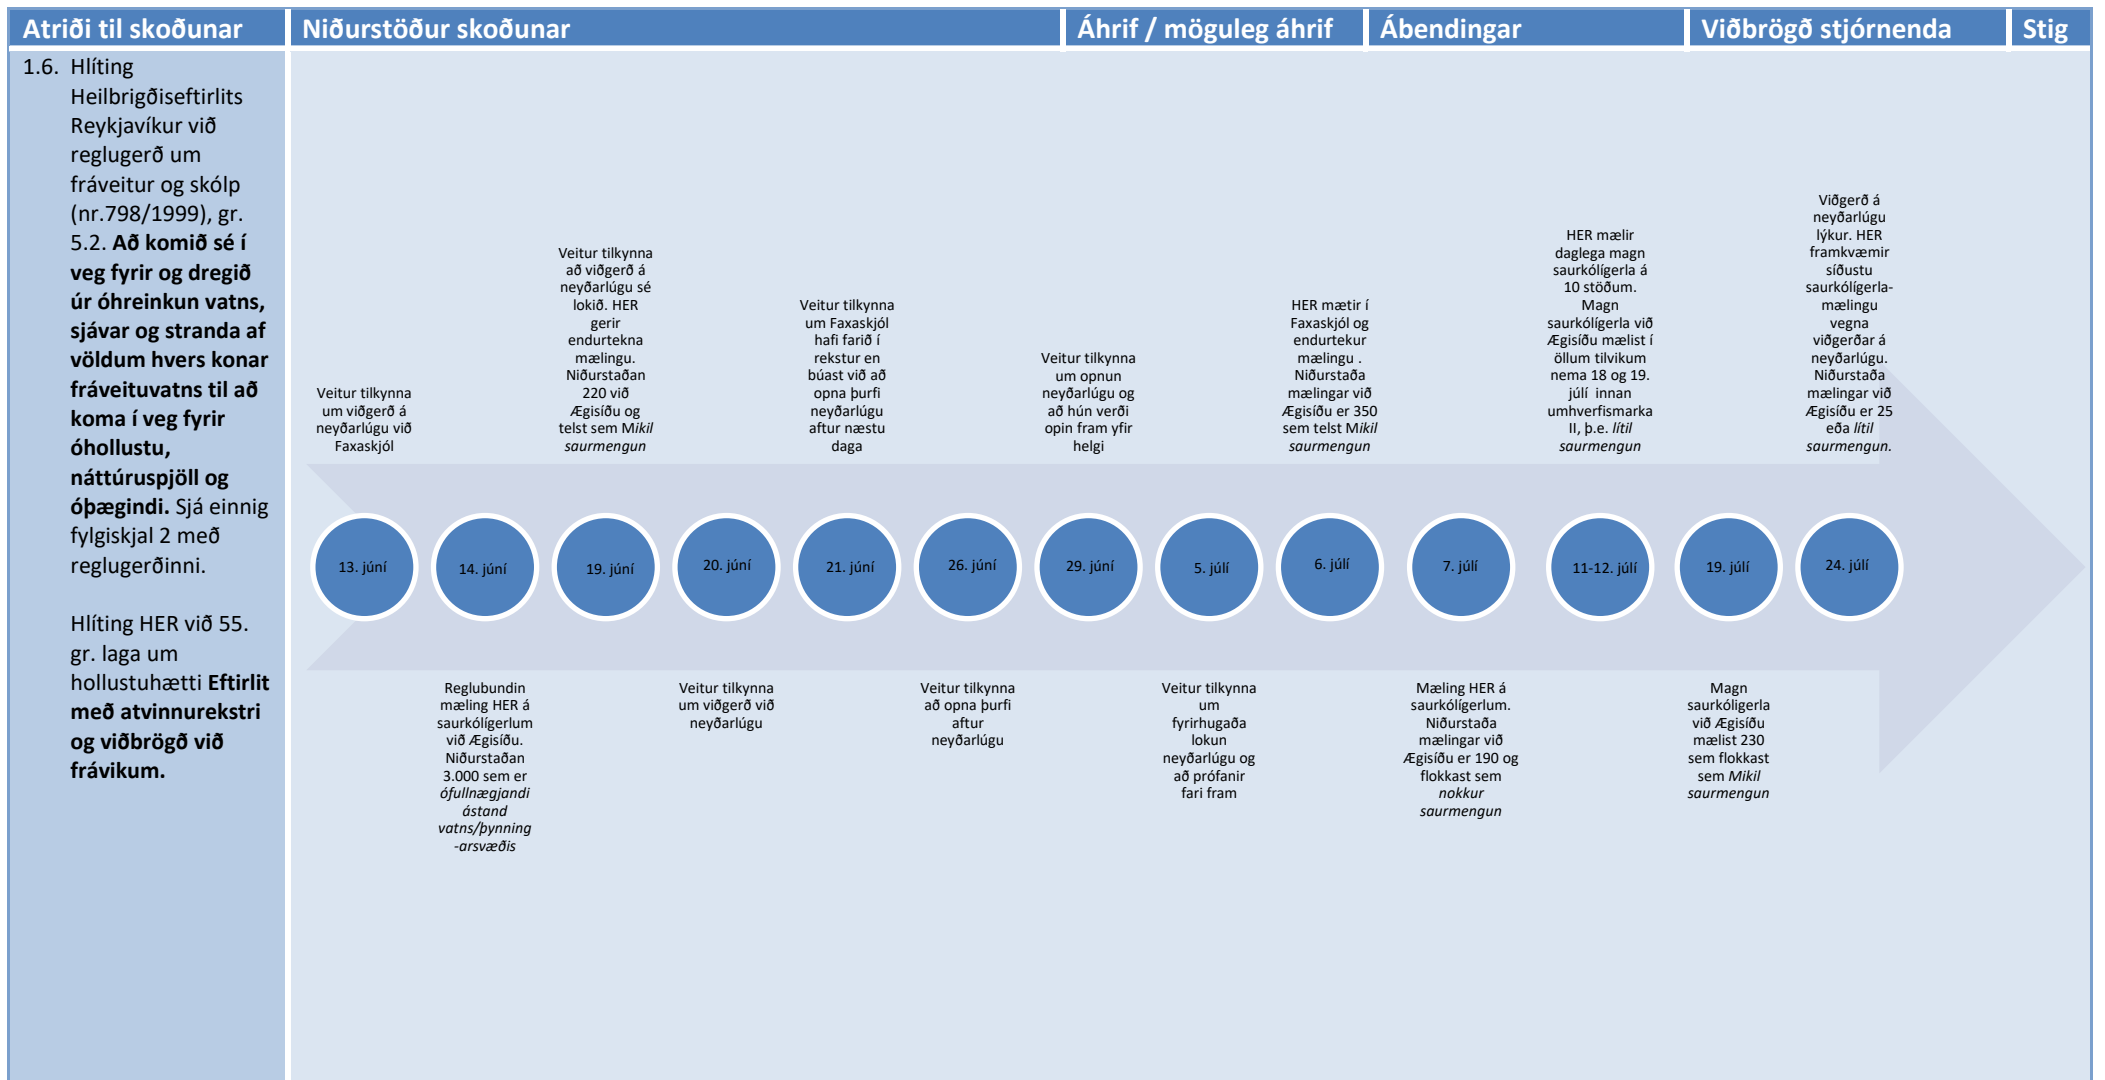 Atriði til skoðunar
Niðurstöður skoðunar
Áhrif / möguleg áhrif
Ábendingar
Viðbrögð stjórnenda
Stig
1.6. Hlíting
Heilbrigðiseftirlits
Reykjavíkur við
reglugerð um
fráveitur og skólp
(nr.798/1999), gr.
5.2. Að komið sé í
veg fyrir og dregið
úr óhreinkun vatns,
sjávar og stranda af
völdum hvers konar
fráveituvatns til að
koma í veg fyrir
óhollustu,
náttúruspjöll og
óþægindi. Sjá einnig
fylgiskjal 2 með
reglugerðinni.
Hlíting HER við 55.
gr. laga um
hollustuhætti Eftirlit
með atvinnurekstri
og viðbrögð við
frávikum.
Veitur tilkynna
um viðgerð á
neyðarlúgu við
Faxaskjól
Veitur tilkynna
að viðgerð á
neyðarlúgu sé
lokið. HER
gerir
endurtekna
mælingu.
Niðurstaðan
220 við
Ægisíðu og
telst sem Mikil
saurmengun
Veitur tilkynna
um Faxaskjól
hafi farið í
rekstur en
búast við að
opna þurfi
neyðarlúgu
aftur næstu
daga
Veitur tilkynna
um opnun
neyðarlúgu og
að hún verði
opin fram yfir
helgi
HER mætir í
Faxaskjól og
endurtekur
mælingu .
Niðurstaða
mælingar við
Ægisíðu er 350
sem telst Mikil
saurmengun
HER mælir
daglega magn
saurkólígerla á
10 stöðum.
Magn
saurkólígerla við
Ægisíðu mælist í
öllum tilvikum
nema 18 og 19.
júlí innan
umhverfismarka
II, þ.e. lítil
saurmengun
Viðgerð á
neyðarlúgu
lýkur. HER
framkvæmir
síðustu
saurkólígerla-
mælingu
vegna
viðgerðar á
neyðarlúgu.
Niðurstaða
mælingar við
Ægisíðu er 25
eða lítil
saurmengun.
13. júní
14. júní
19. júní
20. júní
21. júní
26. júní
29. júní
5. júlí
6. júlí
7. júlí
11-12. júlí
19. júlí
24. júlí
Reglubundin
mæling HER á
saurkólígerlum
við Ægisíðu.
Niðurstaðan
3.000 sem er
ófullnægjandi
ástand
vatns/þynning
-arsvæðis
Veitur tilkynna
um viðgerð við
neyðarlúgu
Veitur tilkynna
að opna þurfi
aftur
neyðarlúgu
Veitur tilkynna
um
fyrirhugaða
lokun
neyðarlúgu og
að prófanir
fari fram
Mæling HER á
saurkólígerlum.
Niðurstaða
mælingar við
Ægisíðu er 190 og
flokkast sem
nokkur
saurmengun
Magn
saurkóligerla
við Ægisíðu
mælist 230
sem flokkast
sem Mikil
saurmengun